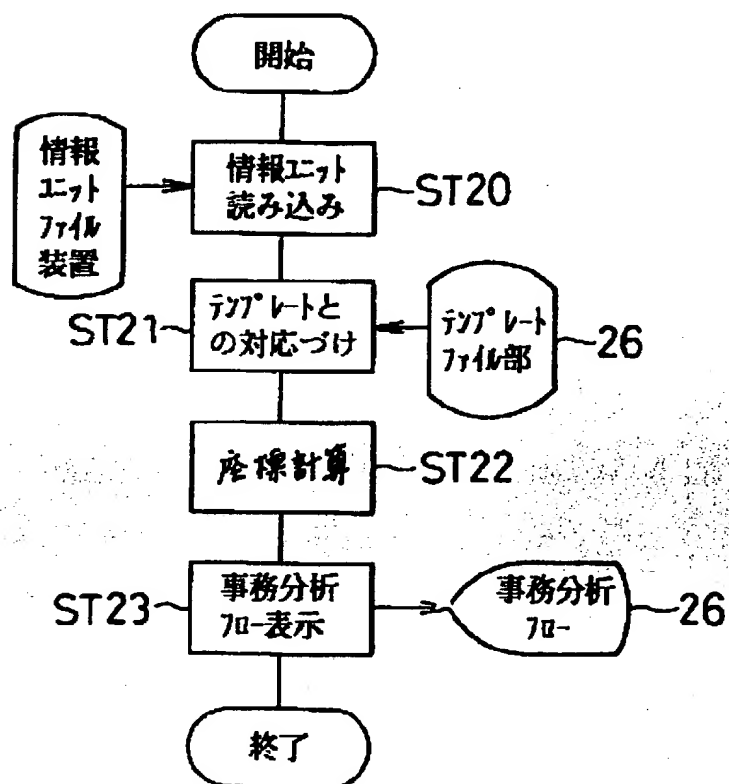 開始
情報
ユニット
ファイル
装置
情報ユニット
読み込み
ST20
ST21
テンプレートと
の対応づけ
テンプレート
ファイル部
26
座標計算
ST22
ST23
事務分析
フロー表示
事務分析
フロー
26
終了